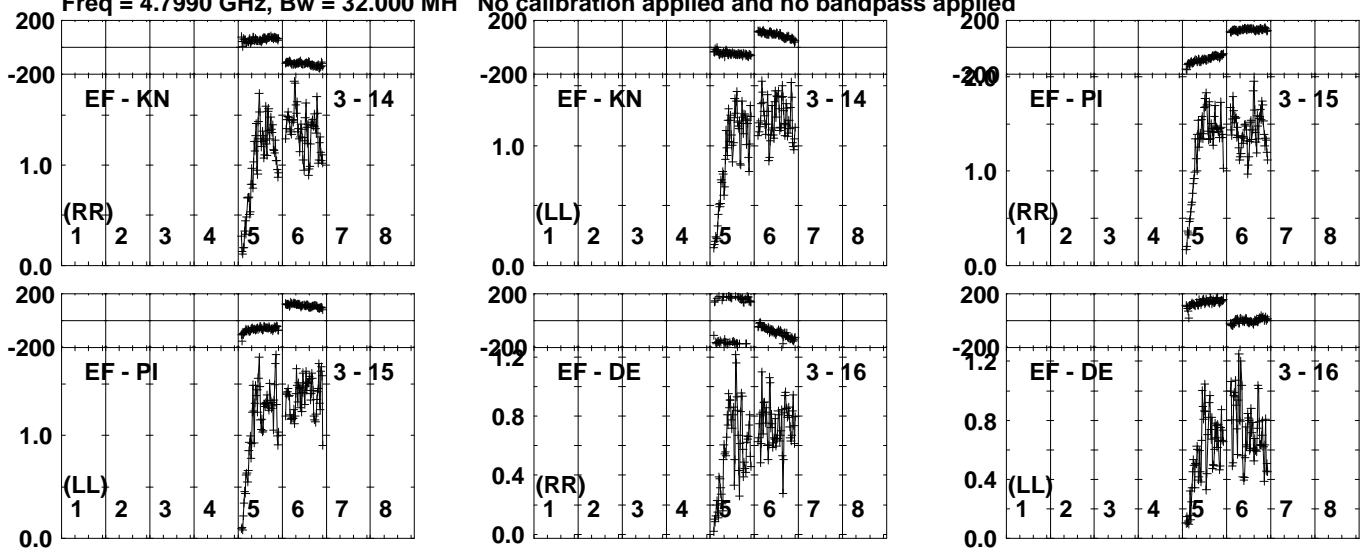 Freq = 4.7990 GHz, Bw = 32.000 MH No calibration applied and no bandpass applied
200 200 200
-200 -200 -200
2.0
EF - KN 3 - 14 EF - KN 3 - 14 EF - PI 3 - 15
1.0 1.0 1.0
(RR) (LL) (RR)
1 2 3 4 5 6 7 8 1 2 3 4 5 6 7 8 1 2 3 4 5 6 7 8
0.0 0.0 0.0
200 200 200
-200 -200 -200
1.2 1.2
EF - PI 3 - 15 EF - DE 3 - 16 EF - DE 3 - 16
1.0 0.8 0.8
0.4 0.4
(LL) (RR) (LL)
1 2 3 4 5 6 7 8 1 2 3 4 5 6 7 8 1 2 3 4 5 6 7 8
0.0 0.0 0.0